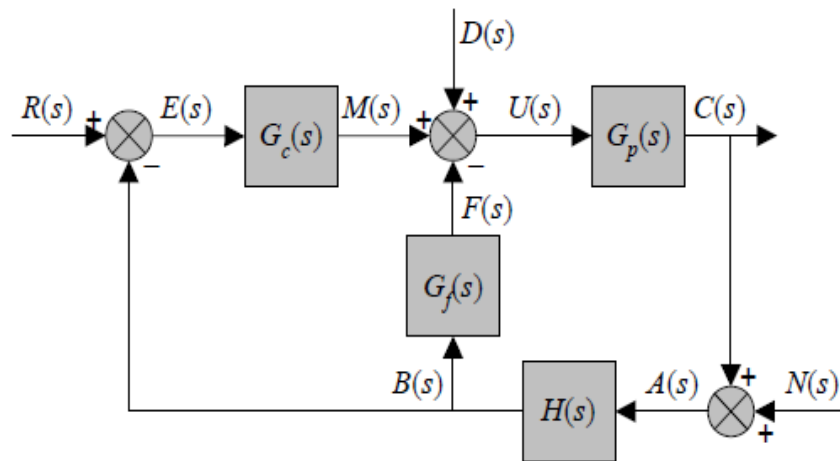 D(s)
R(s) + E(s) G_c(s) M(s) + + U(s) G_p(s) C(s)
− −
F(s)
G_f(s)
B(s) H(s) A(s) + N(s)
+